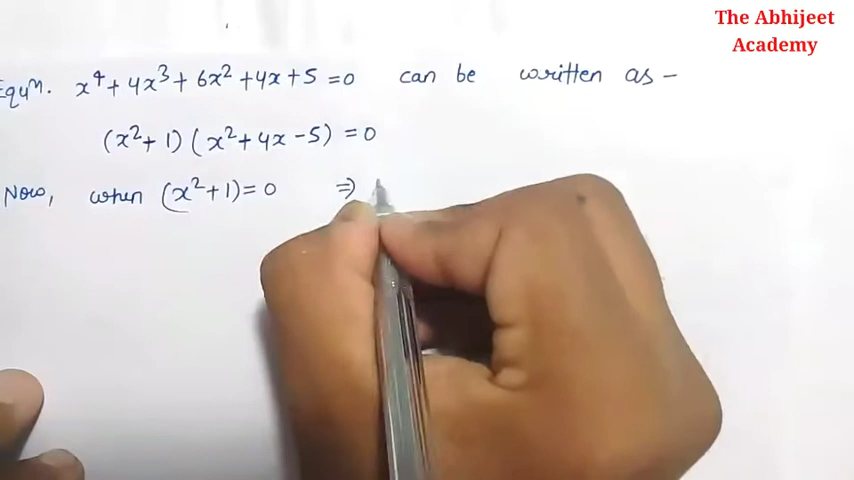 The Abhijeet
Academy
Equⁿ. x⁴ + 4x³ + 6x² + 4x + 5 = 0 can be written as -
(x² + 1) (x² + 4x - 5) = 0
Now, when (x² + 1) = 0 ⇒